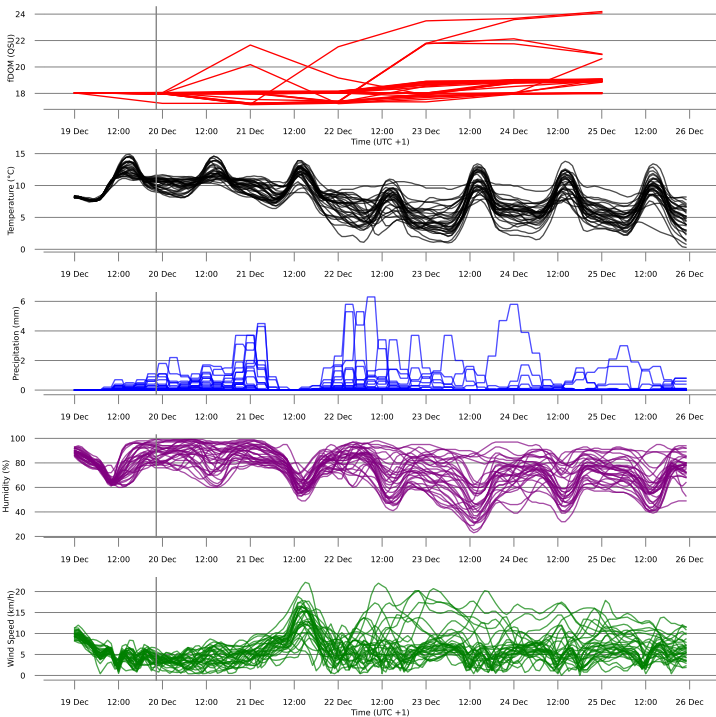 24
22
20
18
fDOM (QSU)
19 Dec 12:00 20 Dec 12:00 21 Dec 12:00 22 Dec 12:00 23 Dec 12:00 24 Dec 12:00 25 Dec 12:00 26 Dec
Time (UTC +1)
15
10
5
0
Temperature (°C)
19 Dec 12:00 20 Dec 12:00 21 Dec 12:00 22 Dec 12:00 23 Dec 12:00 24 Dec 12:00 25 Dec 12:00 26 Dec
6
4
2
0
Precipitation (mm)
19 Dec 12:00 20 Dec 12:00 21 Dec 12:00 22 Dec 12:00 23 Dec 12:00 24 Dec 12:00 25 Dec 12:00 26 Dec
100
80
60
40
20
Humidity (%)
19 Dec 12:00 20 Dec 12:00 21 Dec 12:00 22 Dec 12:00 23 Dec 12:00 24 Dec 12:00 25 Dec 12:00 26 Dec
20
15
10
5
0
Wind Speed (km/h)
19 Dec 12:00 20 Dec 12:00 21 Dec 12:00 22 Dec 12:00 23 Dec 12:00 24 Dec 12:00 25 Dec 12:00 26 Dec
Time (UTC +1)